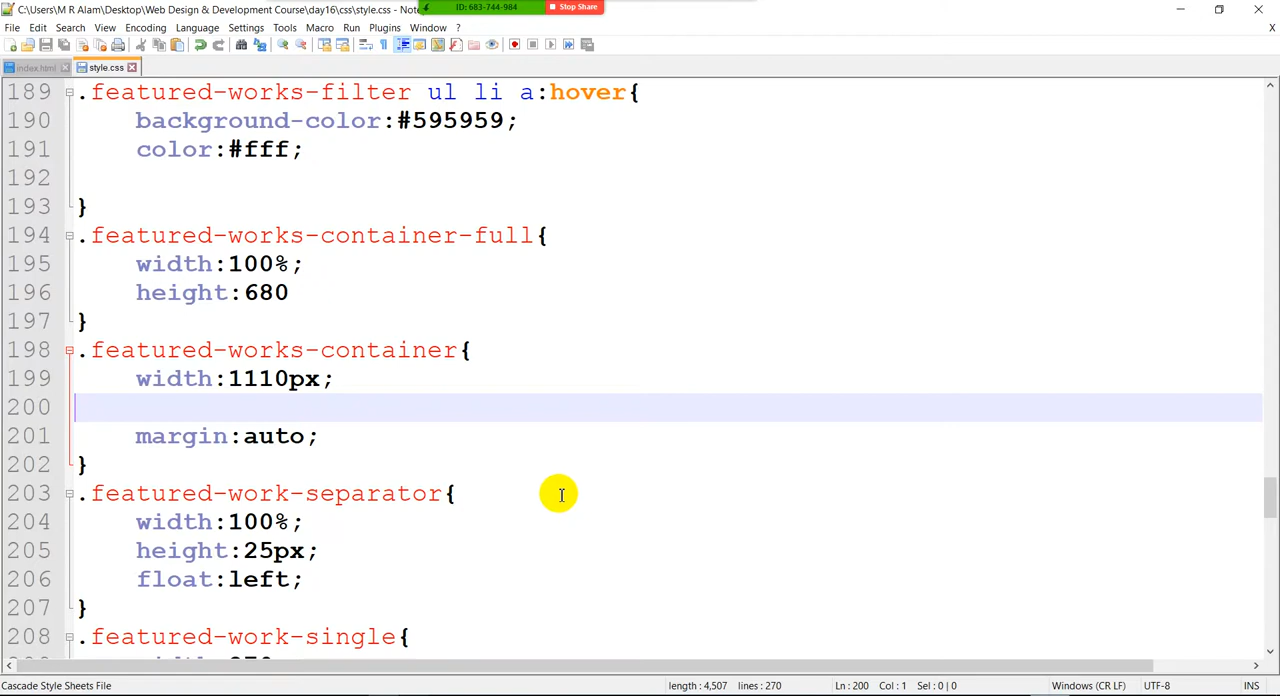 C:\Users\M R Alam\Desktop\Web Design & Development Course\day16\css\style.css - Note
ID: 683-744-984
Stop Share
File Edit Search View Encoding Language Settings Tools Macro Run Plugins Window ?
X
index.html style.css
189 .featured-works-filter ul li a:hover{
190 background-color:#595959;
191 color:#fff;
192
193 }
194 .featured-works-container-full{
195 width:100%;
196 height:680
197 }
198 .featured-works-container{
199 width:1110px;
200
201 margin:auto;
202 }
203 .featured-work-separator{
204 width:100%;
205 height:25px;
206 float:left;
207 }
208 .featured-work-single{
Cascade Style Sheets File length : 4,507 lines : 270 Ln : 200 Col : 1 Sel : 0 | 0 Windows (CR LF) UTF-8 INS